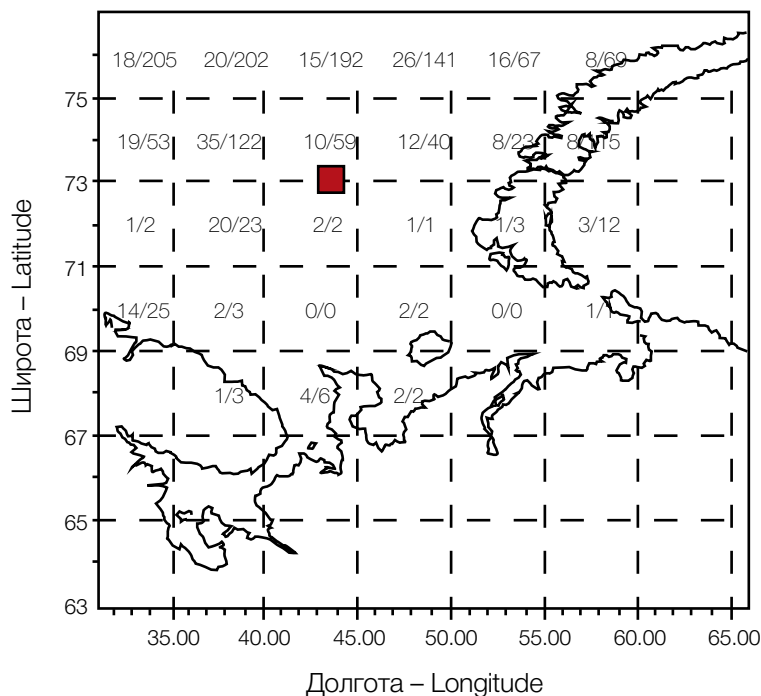 18/205 20/202 15/192 26/141 16/67 8/69
75
19/53 35/122 10/59 12/40 8/23 8/115
73
1/2 20/23 2/2 1/1 1/3 3/12
71
14/25 2/3 0/0 2/2 0/0
69
1/3 4/6 2/2
67
65
63
35.00 40.00 45.00 50.00 55.00 60.00 65.00
Широта – Latitude
Долгота – Longitude